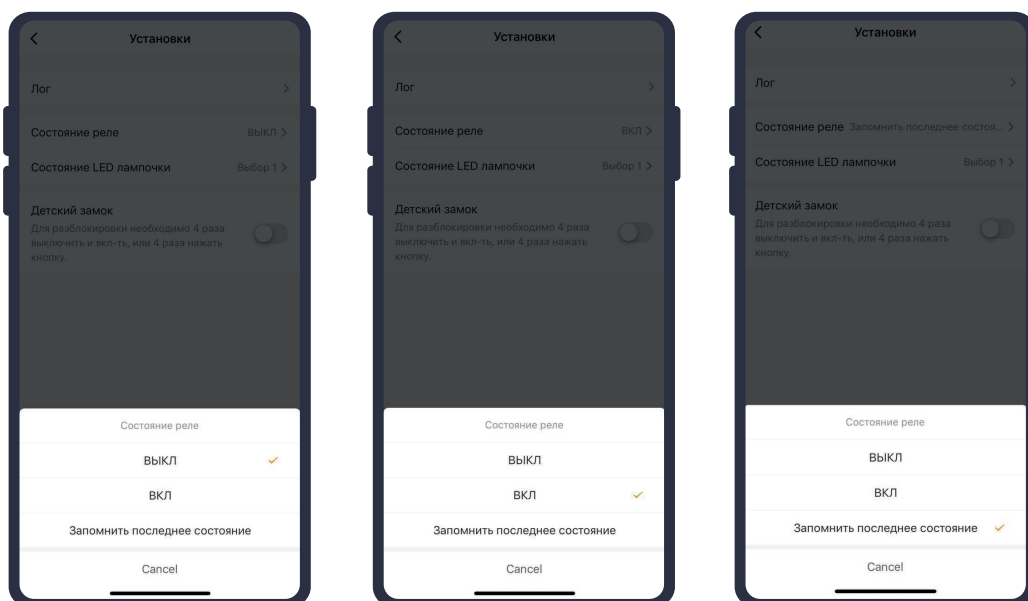 Установки
Лог
Состояние реле ВЫКЛ
Состояние LED лампочки Выбор 1
Детский замок
Для разблокировки необходимо 4 раза
выключить и вкл-ть, или 4 раза нажать
кнопку.
Состояние реле
ВЫКЛ
ВКЛ
Запомнить последнее состояние
Cancel
Установки
Лог
Состояние реле ВКЛ
Состояние LED лампочки Выбор 1
Детский замок
Для разблокировки необходимо 4 раза
выключить и вкл-ть, или 4 раза нажать
кнопку.
Состояние реле
ВЫКЛ
ВКЛ
Запомнить последнее состояние
Cancel
Установки
Лог
Состояние реле Запомнить последнее состоя...
Состояние LED лампочки Выбор 1
Детский замок
Для разблокировки необходимо 4 раза
выключить и вкл-ть, или 4 раза нажать
кнопку.
Состояние реле
ВЫКЛ
ВКЛ
Запомнить последнее состояние
Cancel